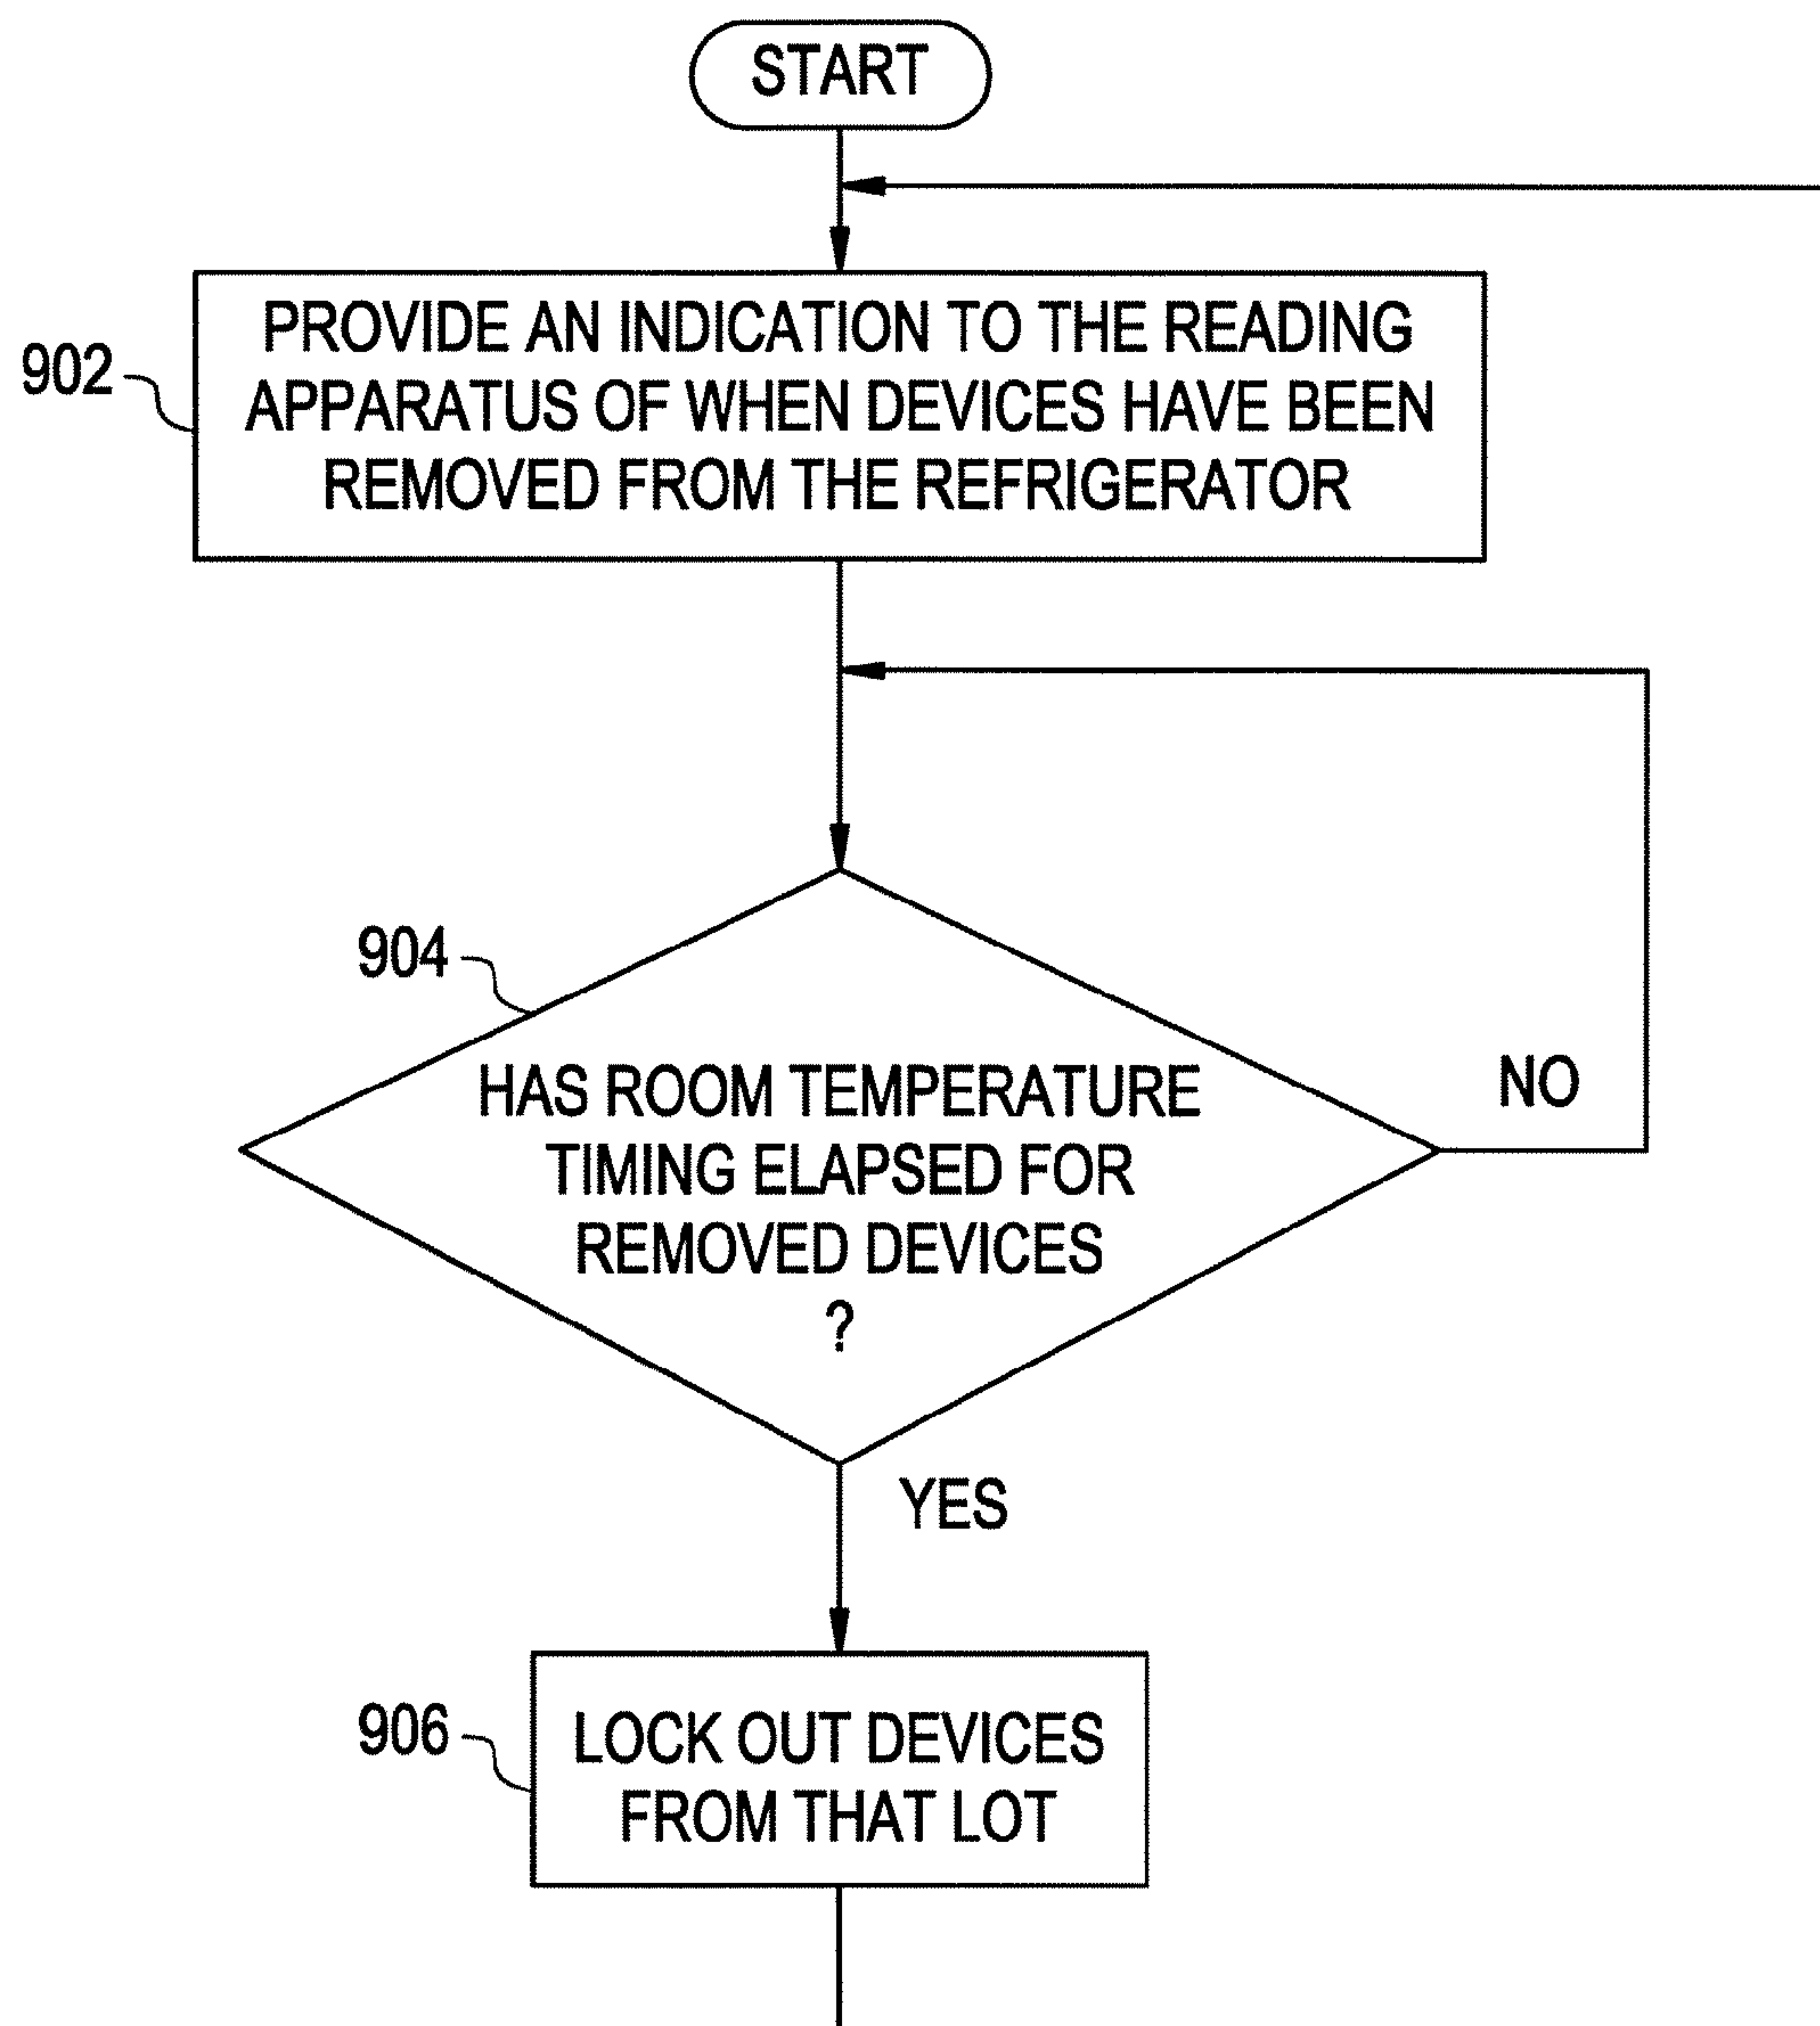 START
902
PROVIDE AN INDICATION TO THE READING
APPARATUS OF WHEN DEVICES HAVE BEEN
REMOVED FROM THE REFRIGERATOR
904
HAS ROOM TEMPERATURE
TIMING ELAPSED FOR
REMOVED DEVICES
?
NO
YES
906
LOCK OUT DEVICES
FROM THAT LOT